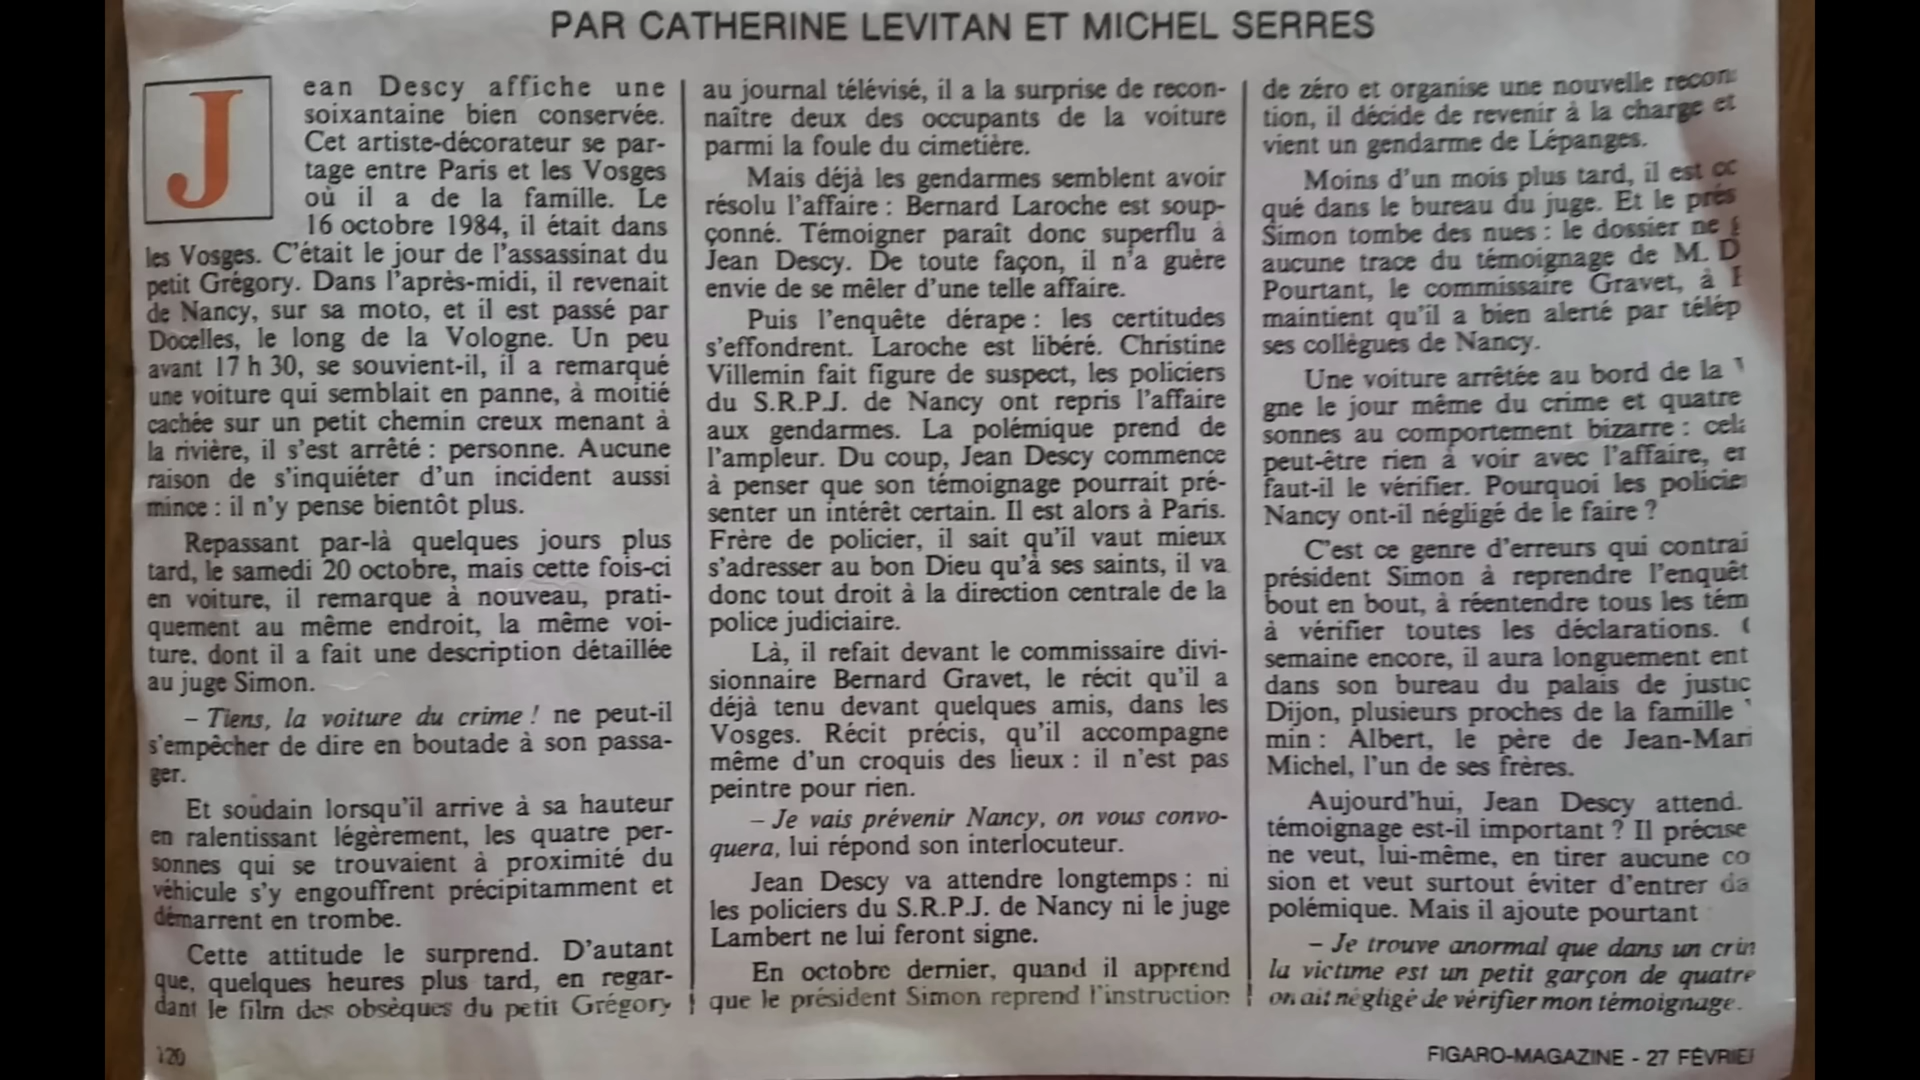 PAR CATHERINE LEVITAN ET MICHEL SERRES
Jean Descy affiche une
soixantaine bien conservée.
Cet artiste-décorateur se par-
tage entre Paris et les Vosges
où il a de la famille. Le
16 octobre 1984, il était dans
les Vosges. C'était le jour de l'assassinat du
petit Grégory. Dans l'après-midi, il revenait
de Nancy, sur sa moto, et il est passé par
Docelles, le long de la Vologne. Un peu
avant 17 h 30, se souvient-il, il a remarqué
une voiture qui semblait en panne, à moitié
cachée sur un petit chemin creux menant à
la rivière, il s'est arrêté : personne. Aucune
raison de s'inquiéter d'un incident aussi
mince : il n'y pense bientôt plus.
Repassant par-là quelques jours plus
tard, le samedi 20 octobre, mais cette fois-ci
en voiture, il remarque à nouveau, prati-
quement au même endroit, la même voi-
ture, dont il a fait une description détaillée
au juge Simon.
– Tiens, la voiture du crime ! ne peut-il
s'empêcher de dire en boutade à son passa-
ger.
Et soudain lorsqu'il arrive à sa hauteur
en ralentissant légèrement, les quatre per-
sonnes qui se trouvaient à proximité du
véhicule s'y engouffrent précipitamment et
démarrent en trombe.
Cette attitude le surprend. D'autant
que, quelques heures plus tard, en regar-
dant le film des obsèques du petit Grégory
au journal télévisé, il a la surprise de recon-
naître deux des occupants de la voiture
parmi la foule du cimetière.
Mais déjà les gendarmes semblent avoir
résolu l'affaire : Bernard Laroche est soup-
çonné. Témoigner paraît donc superflu à
Jean Descy. De toute façon, il n'a guère
envie de se mêler d'une telle affaire.
Puis l'enquête dérape : les certitudes
s'effondrent. Laroche est libéré. Christine
Villemin fait figure de suspect, les policiers
du S.R.P.J. de Nancy ont repris l'affaire
aux gendarmes. La polémique prend de
l'ampleur. Du coup, Jean Descy commence
à penser que son témoignage pourrait pré-
senter un intérêt certain. Il est alors à Paris.
Frère de policier, il sait qu'il vaut mieux
s'adresser au bon Dieu qu'à ses saints, il va
donc tout droit à la direction centrale de la
police judiciaire.
Là, il refait devant le commissaire divi-
sionnaire Bernard Gravet, le récit qu'il a
déjà tenu devant quelques amis, dans les
Vosges. Récit précis, qu'il accompagne
même d'un croquis des lieux : il n'est pas
peintre pour rien.
– Je vais prévenir Nancy, on vous convo-
quera, lui répond son interlocuteur.
Jean Descy va attendre longtemps : ni
les policiers du S.R.P.J. de Nancy ni le juge
Lambert ne lui feront signe.
En octobre dernier, quand il apprend
que le président Simon reprend l'instruction
de zéro et organise une nouvelle recon
tion, il décide de revenir à la charge et
vient un gendarme de Lépanges.
Moins d'un mois plus tard, il est
qué dans le bureau du juge. Et le prés
Simon tombe des nues : le dossier ne
aucune trace du témoignage de M. D
Pourtant, le commissaire Gravet, à
maintient qu'il a bien alerté par télép
ses collègues de Nancy.
Une voiture arrêtée au bord de la
gne le jour même du crime et quatre
sonnes au comportement bizarre : cela
peut-être rien à voir avec l'affaire, en
faut-il le vérifier. Pourquoi les policie
Nancy ont-il négligé de le faire ?
C'est ce genre d'erreurs qui contrai
président Simon à reprendre l'enquêt
bout en bout, à réentendre tous les tém
à vérifier toutes les déclarations.
semaine encore, il aura longuement ent
dans son bureau du palais de justic
Dijon, plusieurs proches de la famille
min : Albert, le père de Jean-Mari
Michel, l'un de ses frères.
Aujourd'hui, Jean Descy attend.
témoignage est-il important ? Il précise
ne veut, lui-même, en tirer aucune co
sion et veut surtout éviter d'entrer da
polémique. Mais il ajoute pourtant
– Je trouve anormal que dans un crim
la victime est un petit garçon de quatre
on ait négligé de vérifier mon témoignage.
120
FIGARO-MAGAZINE - 27 FÉVRIER